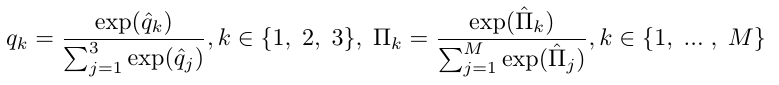 q_k = \frac{\exp(\hat{q}_k)}{\sum_{j=1}^{3} \exp(\hat{q}_j)}, k \in \{1, 2, 3\}, \Pi_k = \frac{\exp(\hat{\Pi}_k)}{\sum_{j=1}^{M} \exp(\hat{\Pi}_j)}, k \in \{1, \ldots, M\}